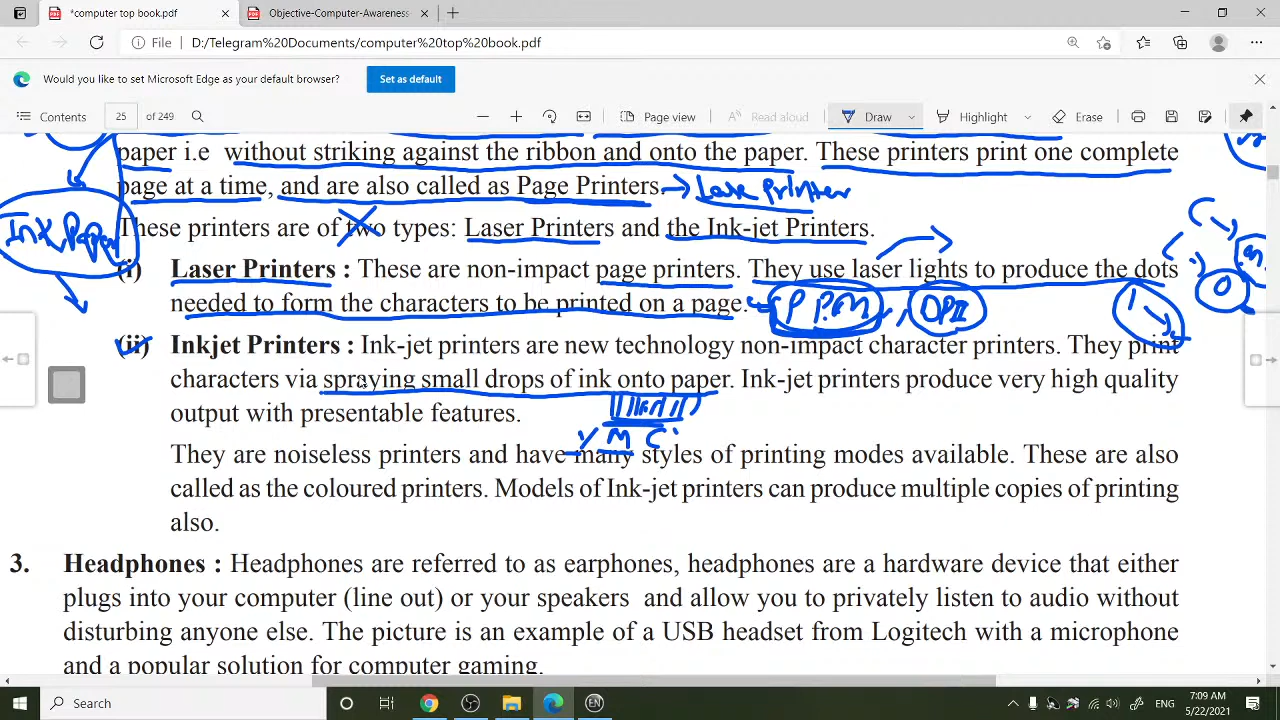 *computer top book.pdf
Objective-Computer-Awareness-
File
D:/Telegram%20Documents/computer%20top%20book.pdf
Would you like to set Microsoft Edge as your default browser?
Set as default
Contents
25
of 249
Page view
Read aloud
Draw
Highlight
Erase
paper i.e without striking against the ribbon and onto the paper. These printers print one complete
page at a time, and are also called as Page Printers.
These printers are of two types: Laser Printers and the Ink-jet Printers.
(i) Laser Printers : These are non-impact page printers. They use laser lights to produce the dots
needed to form the characters to be printed on a page. PPM,
(ii) Inkjet Printers : Ink-jet printers are new technology non-impact character printers. They print
characters via spraying small drops of ink onto paper. Ink-jet printers produce very high quality
output with presentable features.
Y M C
They are noiseless printers and have many styles of printing modes available. These are also
called as the coloured printers. Models of Ink-jet printers can produce multiple copies of printing
also.
3. Headphones : Headphones are referred to as earphones, headphones are a hardware device that either
plugs into your computer (line out) or your speakers and allow you to privately listen to audio without
disturbing anyone else. The picture is an example of a USB headset from Logitech with a microphone
and a popular solution for computer gaming.
Search
EN
ENG
7:09 AM
5/22/2021